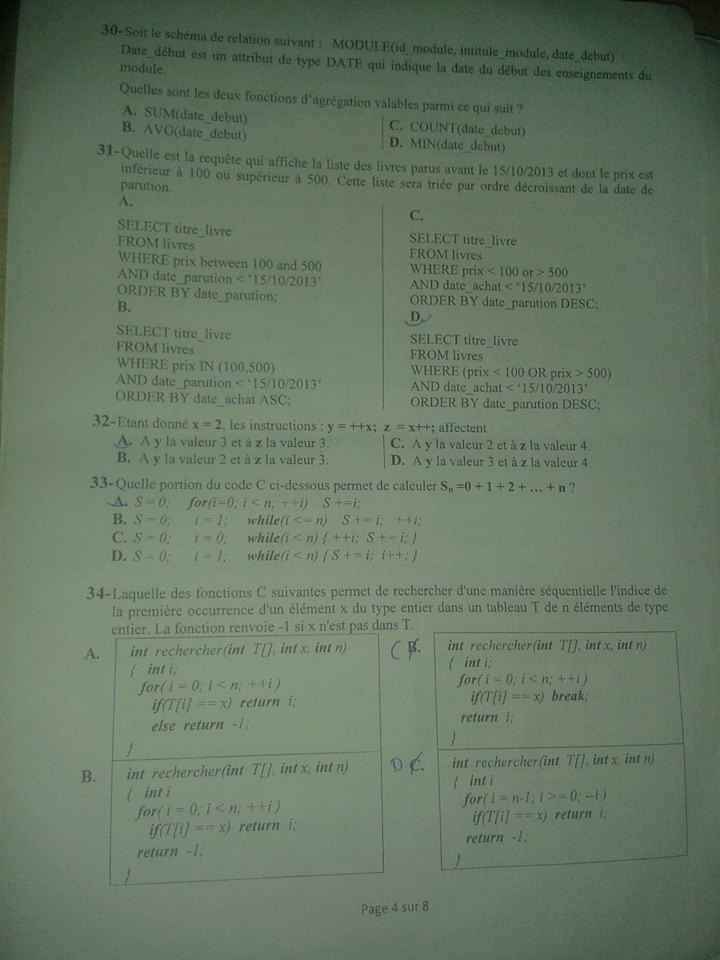 30- Soit le schéma de relation suivant : MODULE(id_module, intitule_module, date_debut)
Date_début est un attribut de type DATE qui indique la date du début des enseignements du
module.
Quelles sont les deux fonctions d'agrégation valables parmi ce qui suit ?
A. SUM(date_debut)
B. AVG(date_debut)
C. COUNT(date_debut)
D. MIN(date_debut)
31- Quelle est la requête qui affiche la liste des livres parus avant le 15/10/2013 et dont le prix est
inférieur à 100 ou supérieur à 500. Cette liste sera triée par ordre décroissant de la date de
parution.
A.
SELECT titre_livre
FROM livres
WHERE prix between 100 and 500
AND date_parution < '15/10/2013'
ORDER BY date_parution;
B.
SELECT titre_livre
FROM livres
WHERE prix IN (100,500)
AND date_parution < '15/10/2013'
ORDER BY date_achat ASC;
C.
SELECT titre_livre
FROM livres
WHERE prix < 100 or > 500
AND date_achat < '15/10/2013'
ORDER BY date_parution DESC;
D.
SELECT titre_livre
FROM livres
WHERE (prix < 100 OR prix > 500)
AND date_achat < '15/10/2013'
ORDER BY date_parution DESC;
32- Etant donné x = 2, les instructions : y = ++x; z = x++; affectent
A. A y la valeur 3 et à z la valeur 3.
B. A y la valeur 2 et à z la valeur 3.
C. A y la valeur 2 et à z la valeur 4.
D. A y la valeur 3 et à z la valeur 4.
33- Quelle portion du code C ci-dessous permet de calculer Sn =0 + 1 + 2 + ... + n ?
A. S = 0; for(i=0; i < n; ++i) S +=i;
B. S = 0; i = 1; while(i <= n) S += i; ++i;
C. S = 0; i = 0; while(i < n) { ++i; S += i; }
D. S = 0; i = 1; while(i < n) { S += i; i++; }
34- Laquelle des fonctions C suivantes permet de rechercher d'une manière séquentielle l'indice de
la première occurrence d'un élément x du type entier dans un tableau T de n éléments de type
entier. La fonction renvoie -1 si x n'est pas dans T.
A.
int rechercher(int T[], int x, int n)
{ int i;
for( i = 0; i < n; ++i )
if(T[i] == x) return i;
else return -1;
}
B.
int rechercher(int T[], int x, int n)
{ int i
for( i = 0; i < n; ++i )
if(T[i] == x) return i;
return -1;
}
C B.
int rechercher(int T[], int x, int n)
{ int i;
for( i = 0; i < n; ++i )
if(T[i] == x) break;
return i;
}
D C.
int rechercher(int T[], int x, int n)
{ int i
for( i = n-1; i >= 0; --i )
if(T[i] == x) return i;
return -1;
}
Page 4 sur 8